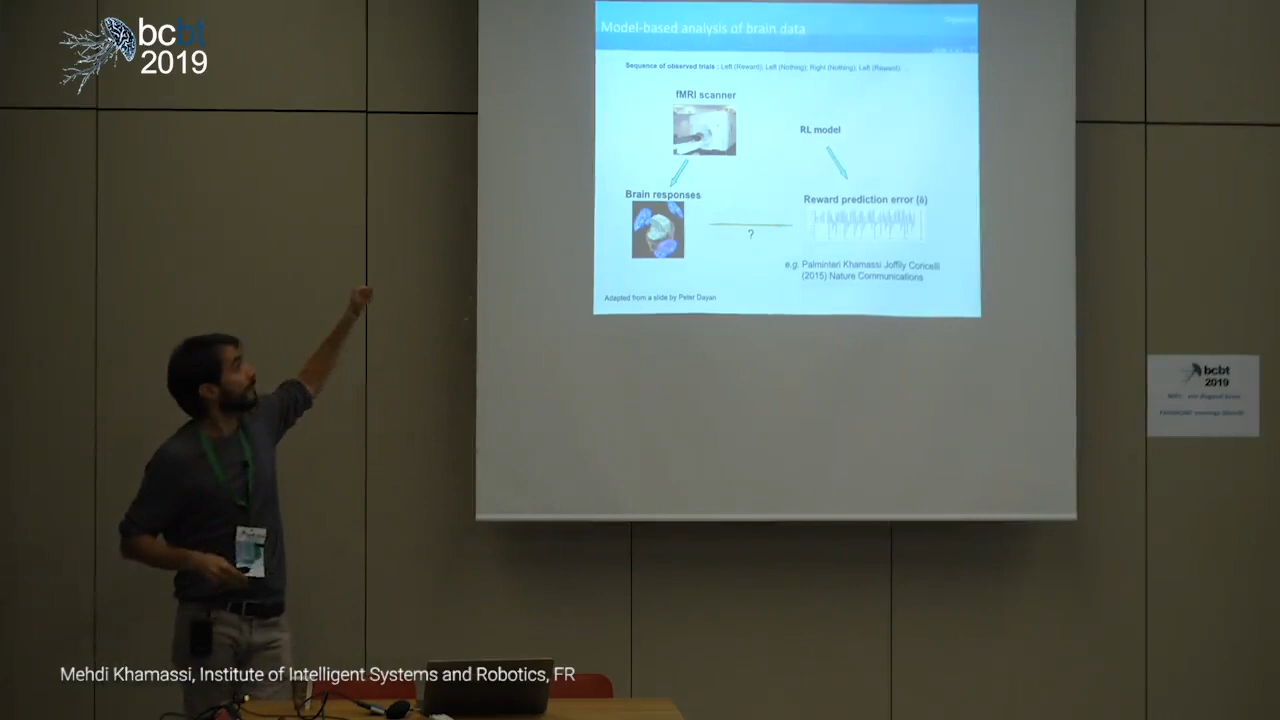 bcbt
2019
Model-based analysis of brain data
Sequence of observed trials : Left (Reward); Left (Nothing); Right (Nothing); Left (Reward); ...
fMRI scanner
RL model
Brain responses
Reward prediction error (δ)
?
e.g. Palminteri Khamassi Joffily Coricelli
(2015) Nature Communications
Adapted from a slide by Peter Dayan
bcbt
2019
Mehdi Khamassi, Institute of Intelligent Systems and Robotics, FR